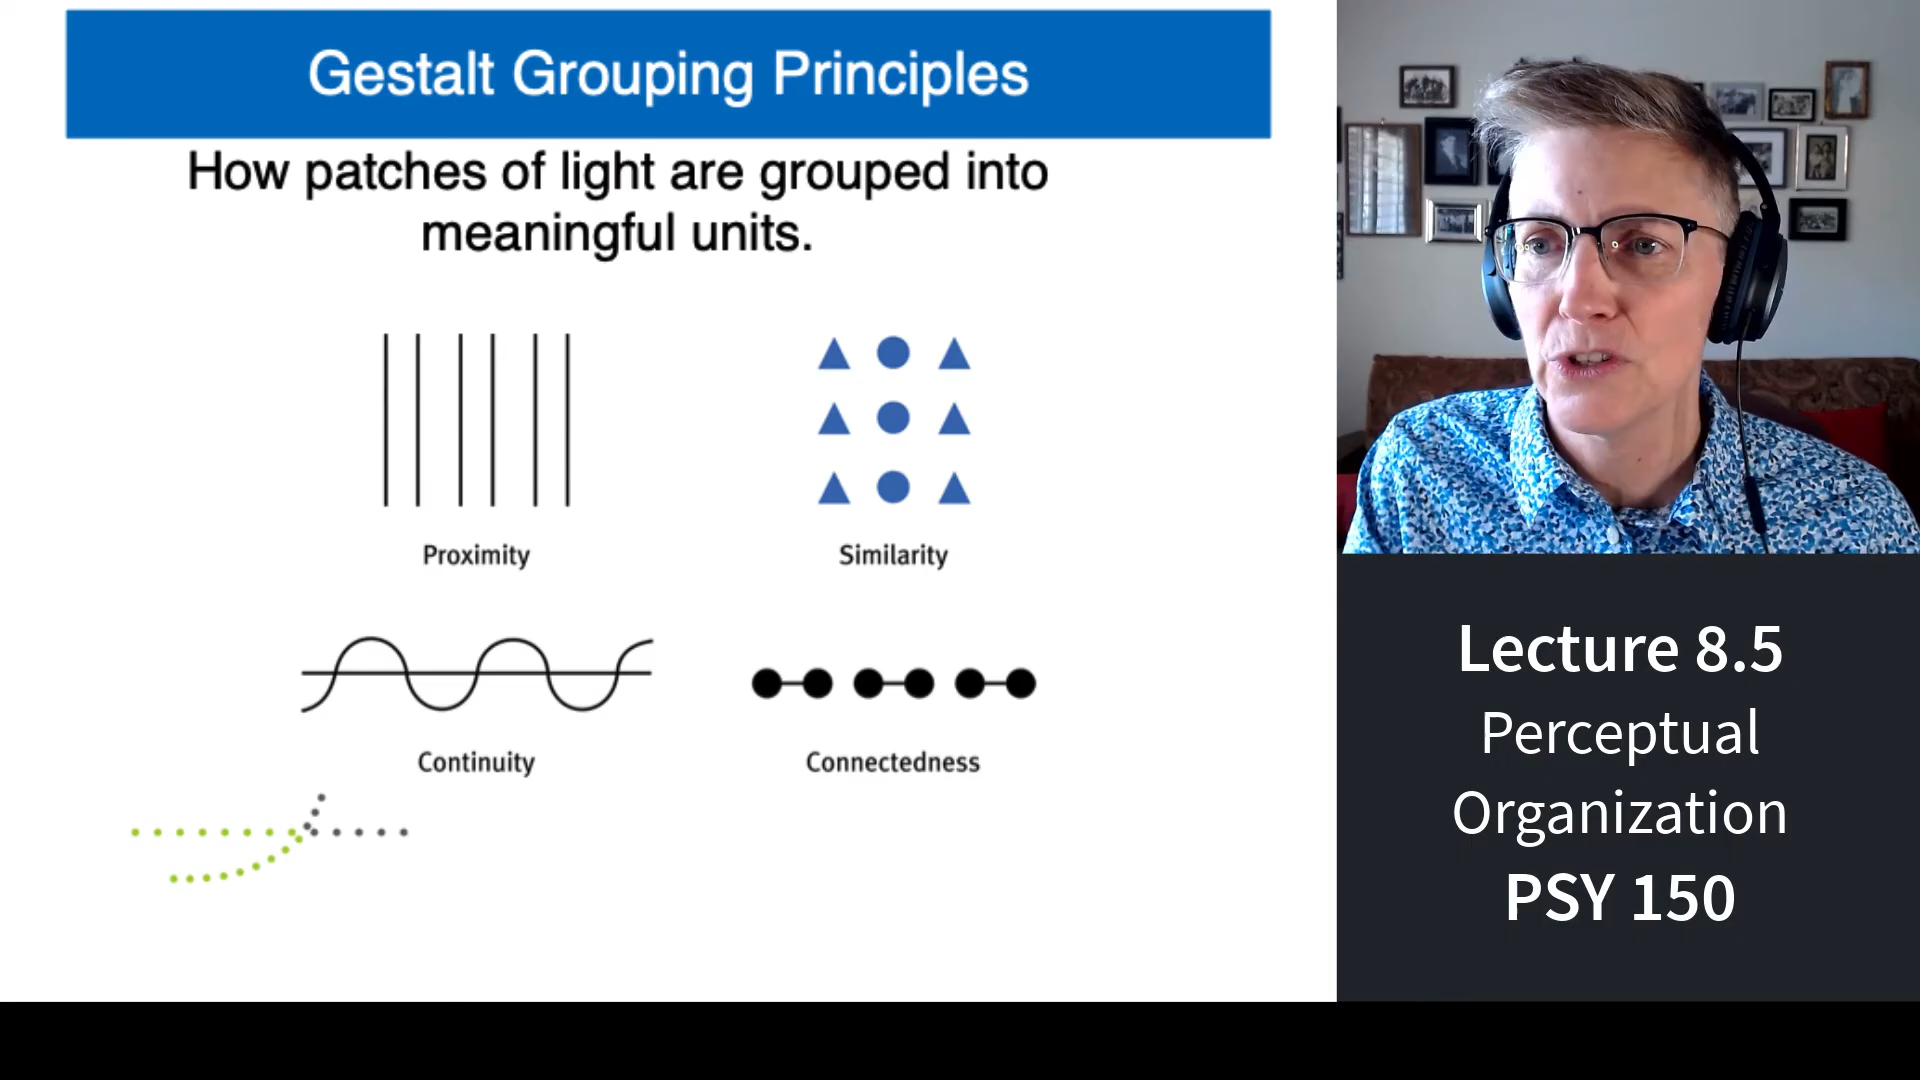 Gestalt Grouping Principles
How patches of light are grouped into
meaningful units.
Proximity
Similarity
Continuity
Connectedness
Lecture 8.5
Perceptual
Organization
PSY 150